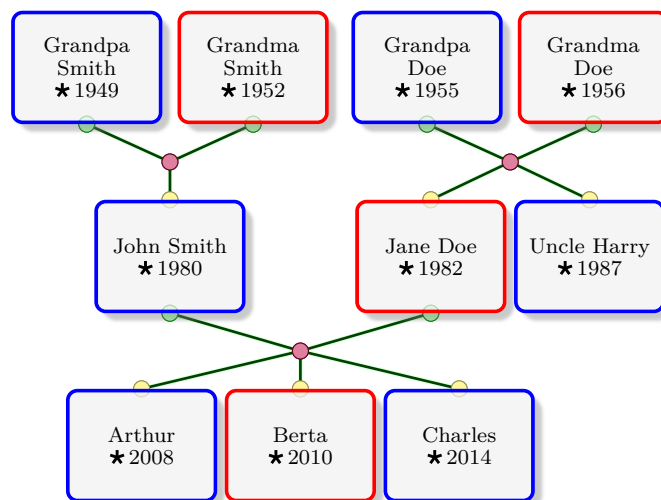 Grandpa
Smith
★1949
Grandma
Smith
★1952
Grandpa
Doe
★1955
Grandma
Doe
★1956
John Smith
★1980
Jane Doe
★1982
Uncle Harry
★1987
Arthur
★2008
Berta
★2010
Charles
★2014